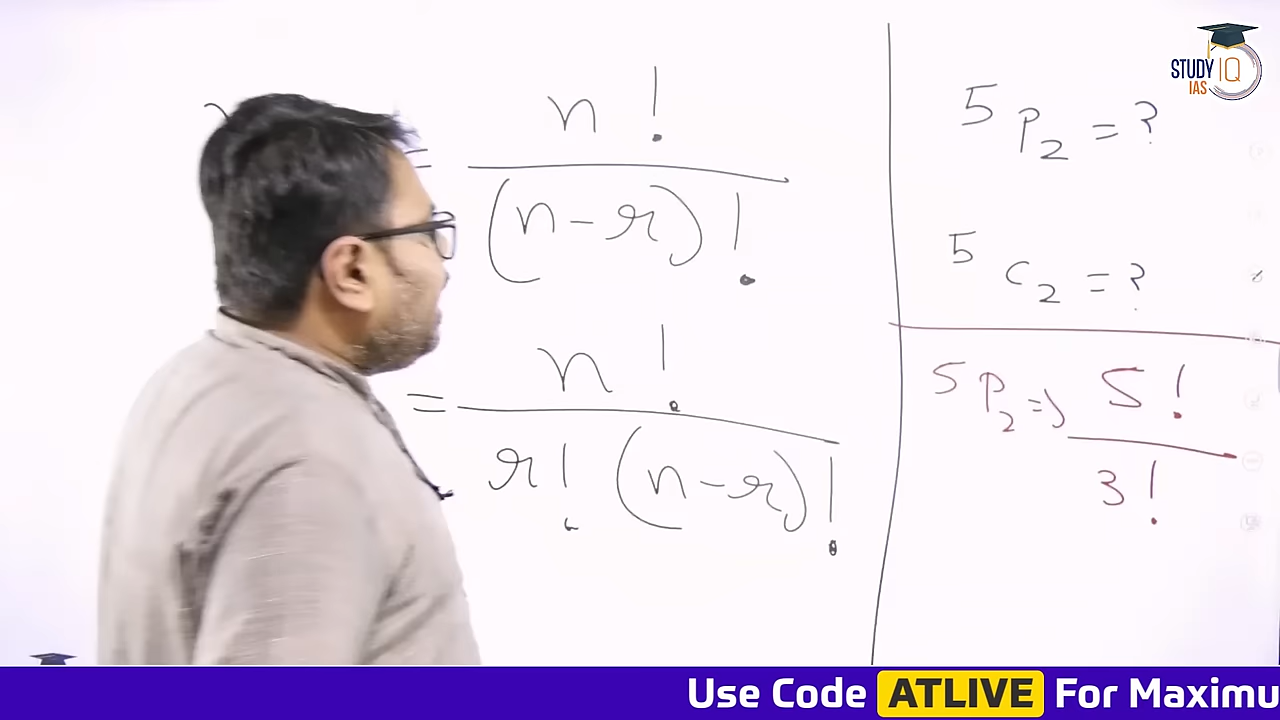 = n!
(n-r)!
= n!
r! (n-r)!
5P2 = ?
5C2 = ?
5P2 => 5!
3!
STUDY IQ
IAS
Use Code ATLIVE For Maximu